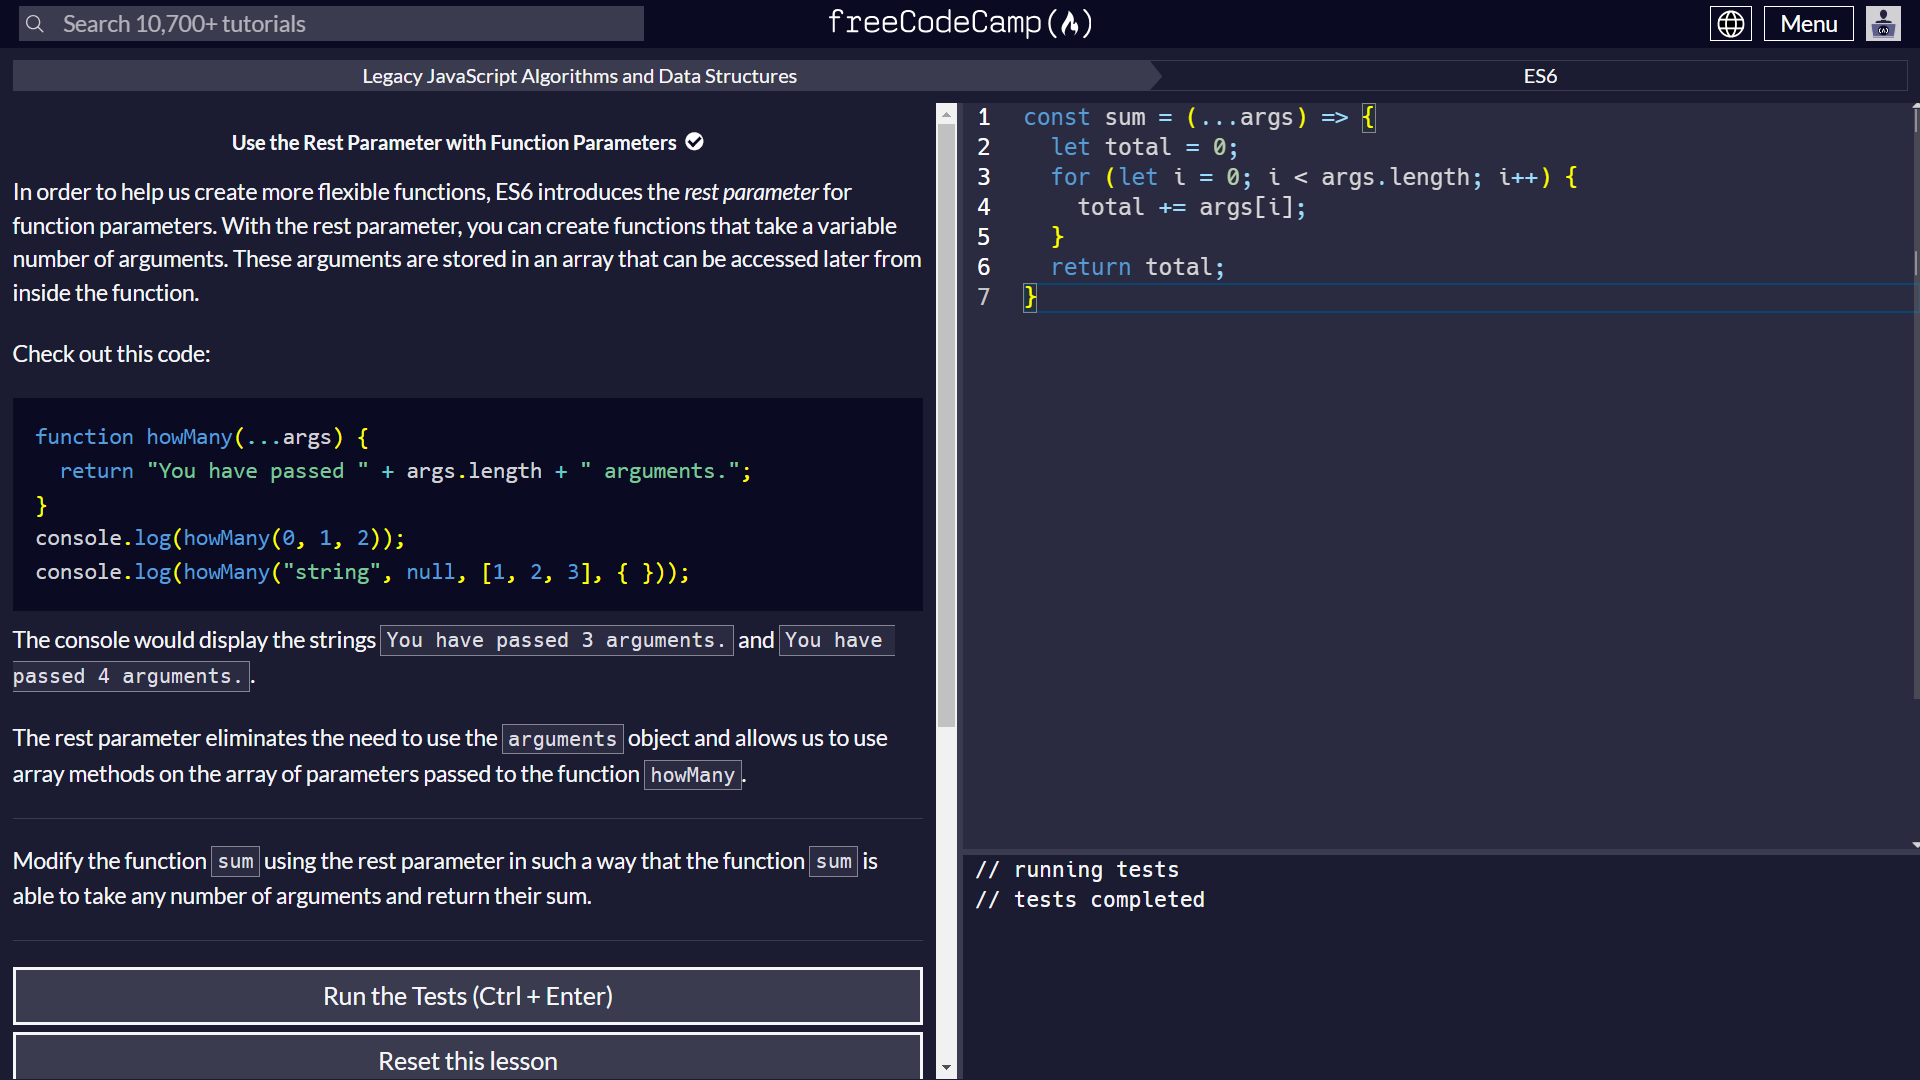 Search 10,700+ tutorials
freeCodeCamp
Menu
Legacy JavaScript Algorithms and Data Structures
ES6
Use the Rest Parameter with Function Parameters
In order to help us create more flexible functions, ES6 introduces the rest parameter for
function parameters. With the rest parameter, you can create functions that take a variable
number of arguments. These arguments are stored in an array that can be accessed later from
inside the function.
Check out this code:
function howMany(...args) {
  return "You have passed " + args.length + " arguments.";
}
console.log(howMany(0, 1, 2));
console.log(howMany("string", null, [1, 2, 3], { }));
The console would display the strings You have passed 3 arguments. and You have
passed 4 arguments..
The rest parameter eliminates the need to use the arguments object and allows us to use
array methods on the array of parameters passed to the function howMany.
Modify the function sum using the rest parameter in such a way that the function sum is
able to take any number of arguments and return their sum.
Run the Tests (Ctrl + Enter)
Reset this lesson
1 const sum = (...args) => {
2   let total = 0;
3   for (let i = 0; i < args.length; i++) {
4     total += args[i];
5   }
6   return total;
7 }
// running tests
// tests completed